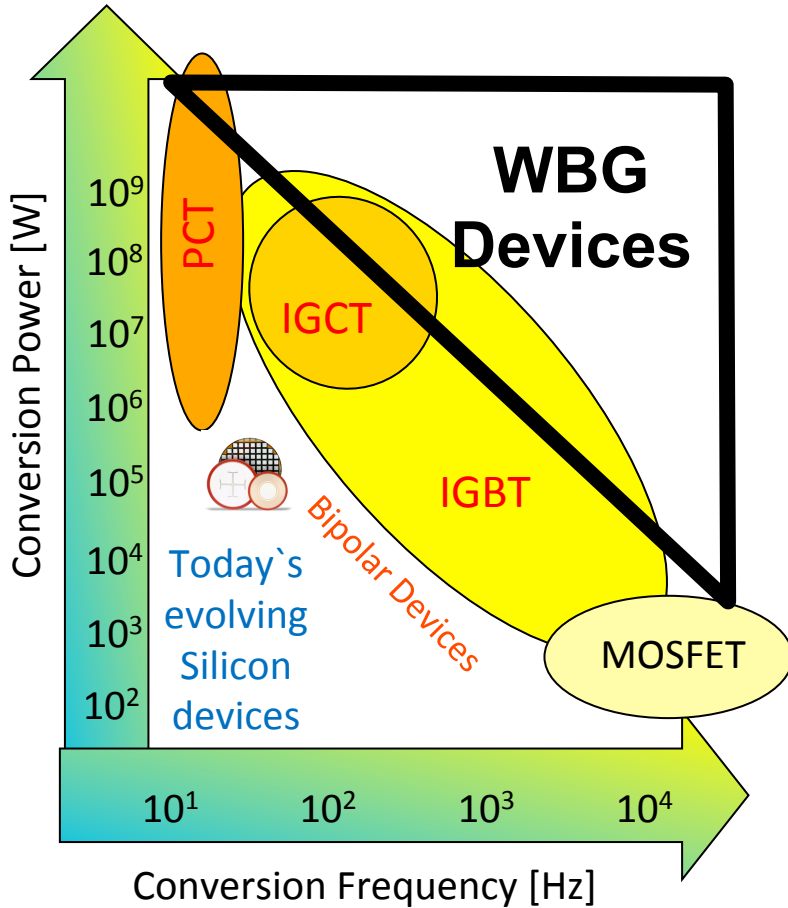 Conversion Power [W]
10⁹
10⁸
10⁷
10⁶
10⁵
10⁴
10³
10²
PCT
IGCT
IGBT
MOSFET
WBG
Devices
Bipolar Devices
Today`s
evolving
Silicon
devices
10¹ 10² 10³ 10⁴
Conversion Frequency [Hz]